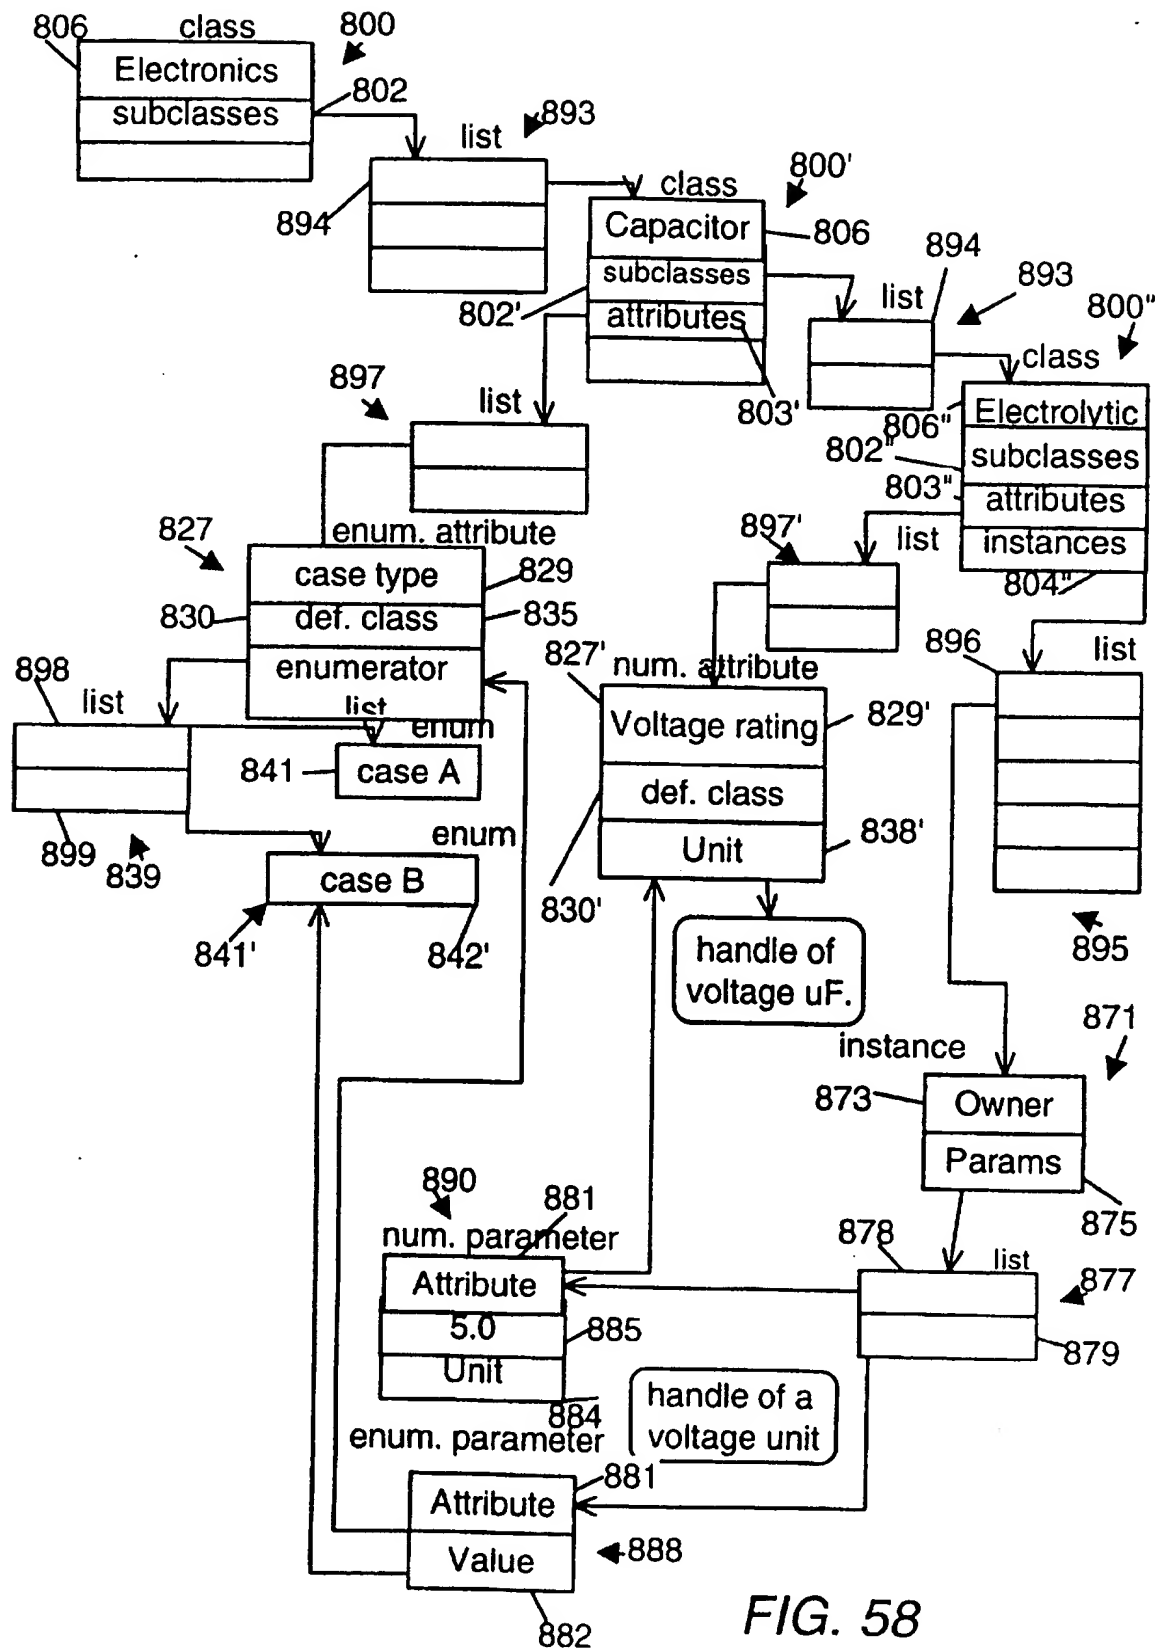 806
class
800
Electronics
subclasses
802
list
893
894
class
800'
Capacitor
806
subclasses
802'
attributes
803'
894
list
893
800"
class
Electrolytic
806"
subclasses
802"
attributes
803"
instances
804"
897
list
827
enum. attribute
case type
829
830
def. class
835
enumerator
list
897'
list
827'
num. attribute
Voltage rating
829'
def. class
830'
Unit
838'
handle of
voltage uF.
896
list
895
898
list
enum
841
case A
899
839
enum
case B
841'
842'
instance
871
873
Owner
Params
875
890
881
num. parameter
Attribute
5.0
885
Unit
884
878
list
877
879
handle of a
voltage unit
enum. parameter
881
Attribute
Value
888
882
FIG. 58